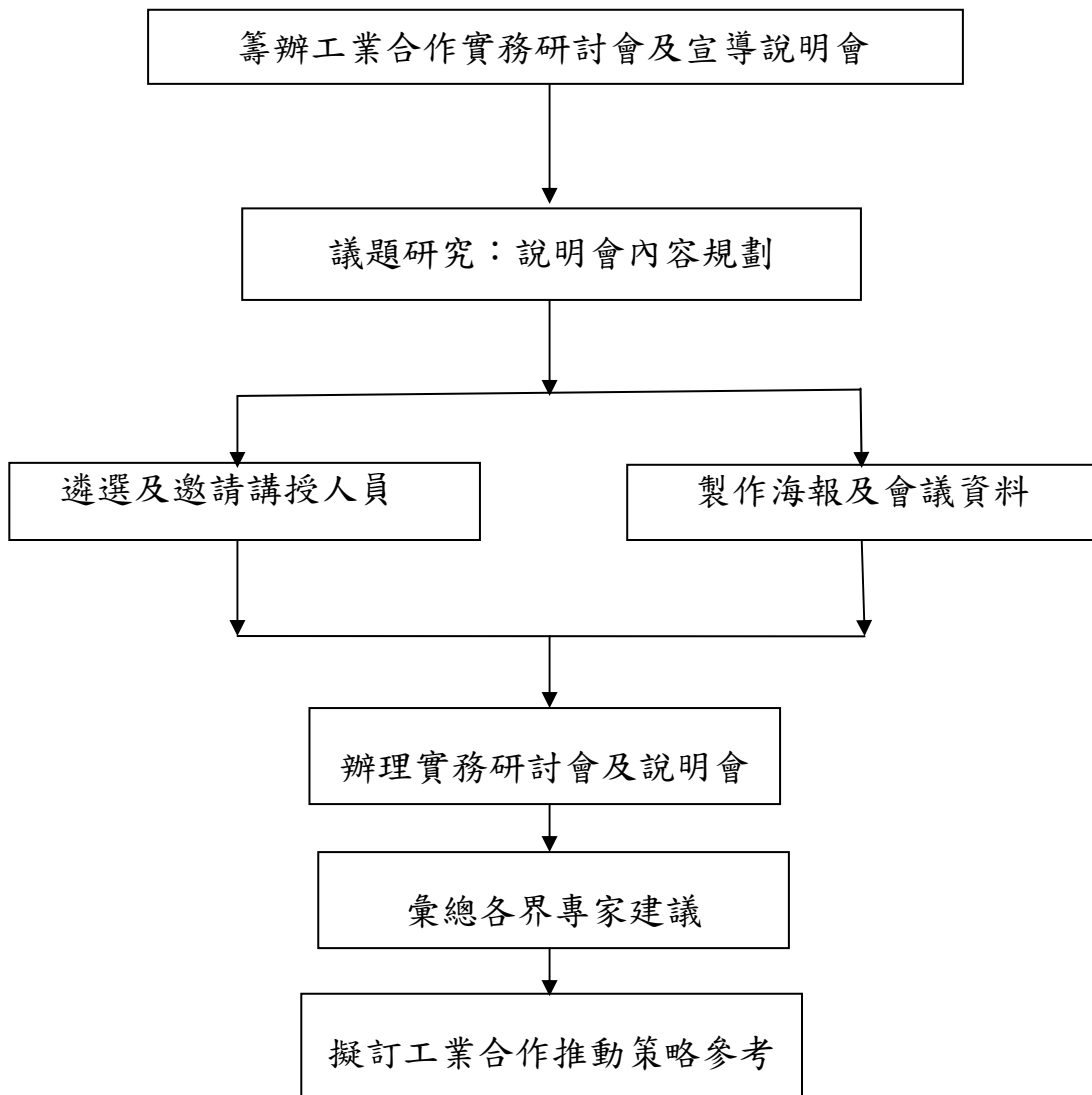 籌辦工業合作實務研討會及宣導說明會
議題研究：說明會內容規劃
遴選及邀請講授人員
製作海報及會議資料
辦理實務研討會及說明會
彙總各界專家建議
擬訂工業合作推動策略參考